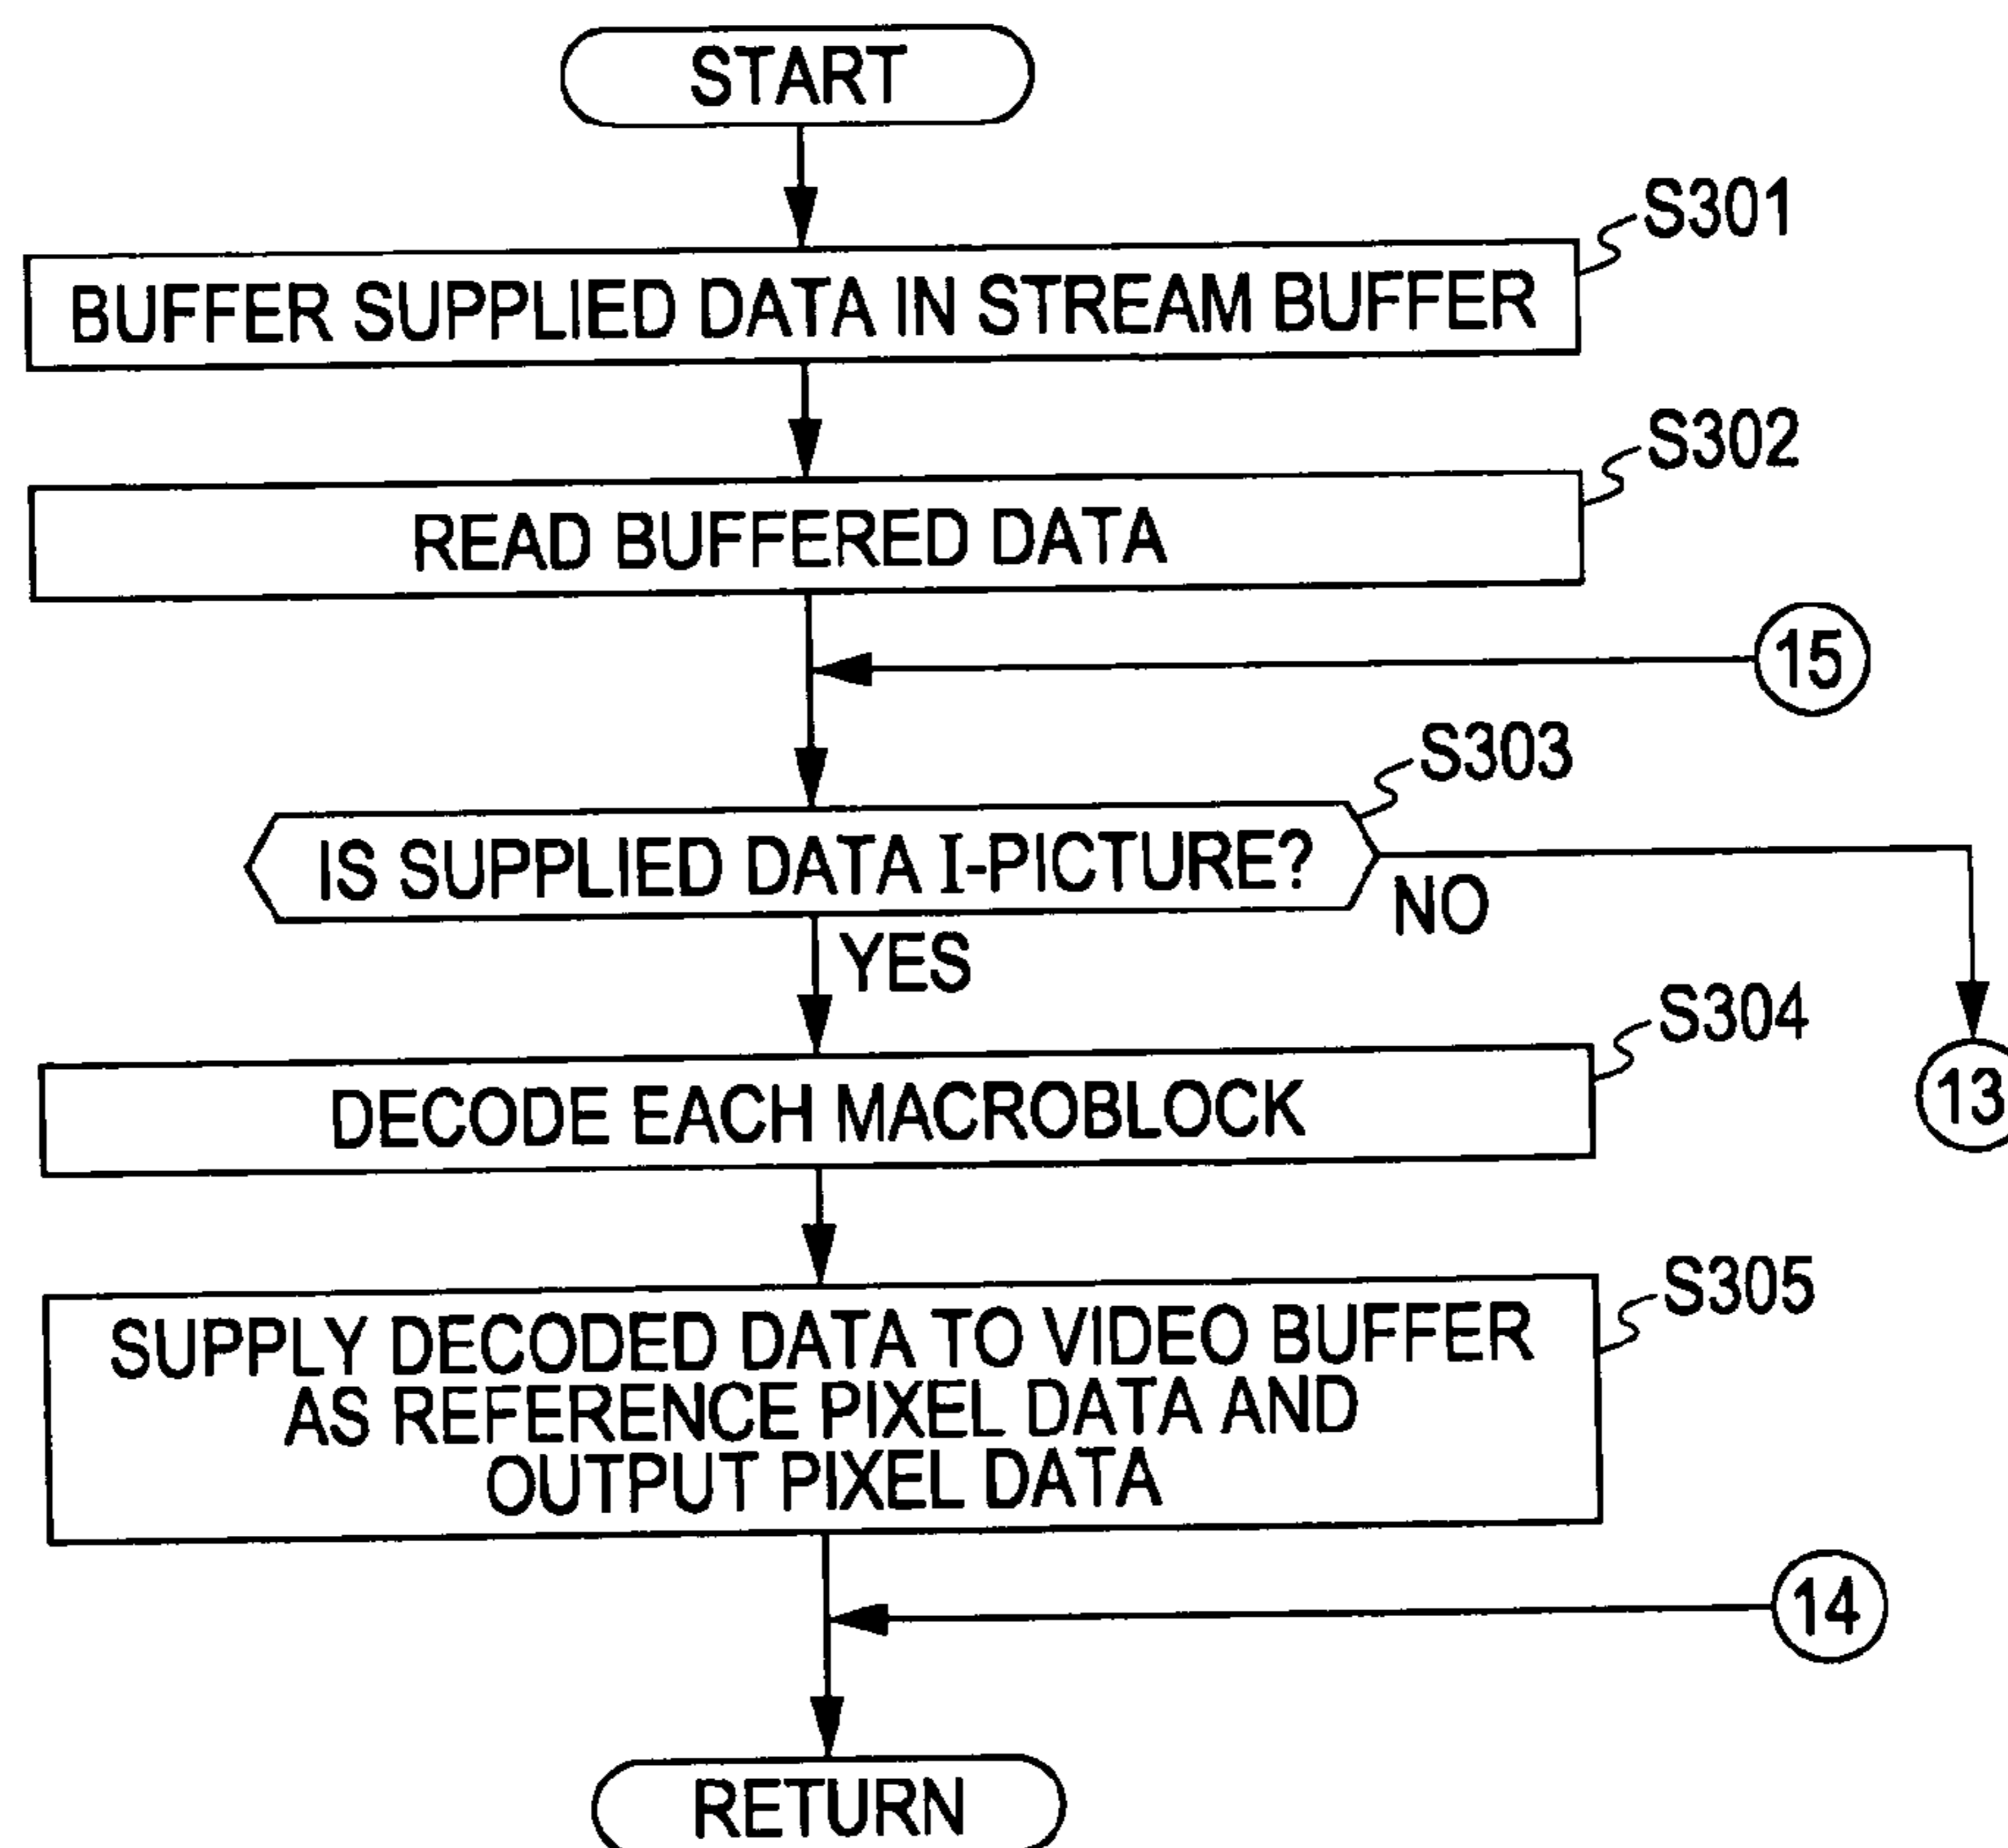 START
S301
BUFFER SUPPLIED DATA IN STREAM BUFFER
S302
READ BUFFERED DATA
15
S303
IS SUPPLIED DATA I-PICTURE?
NO
YES
S304
13
DECODE EACH MACROBLOCK
S305
SUPPLY DECODED DATA TO VIDEO BUFFER
AS REFERENCE PIXEL DATA AND
OUTPUT PIXEL DATA
14
RETURN